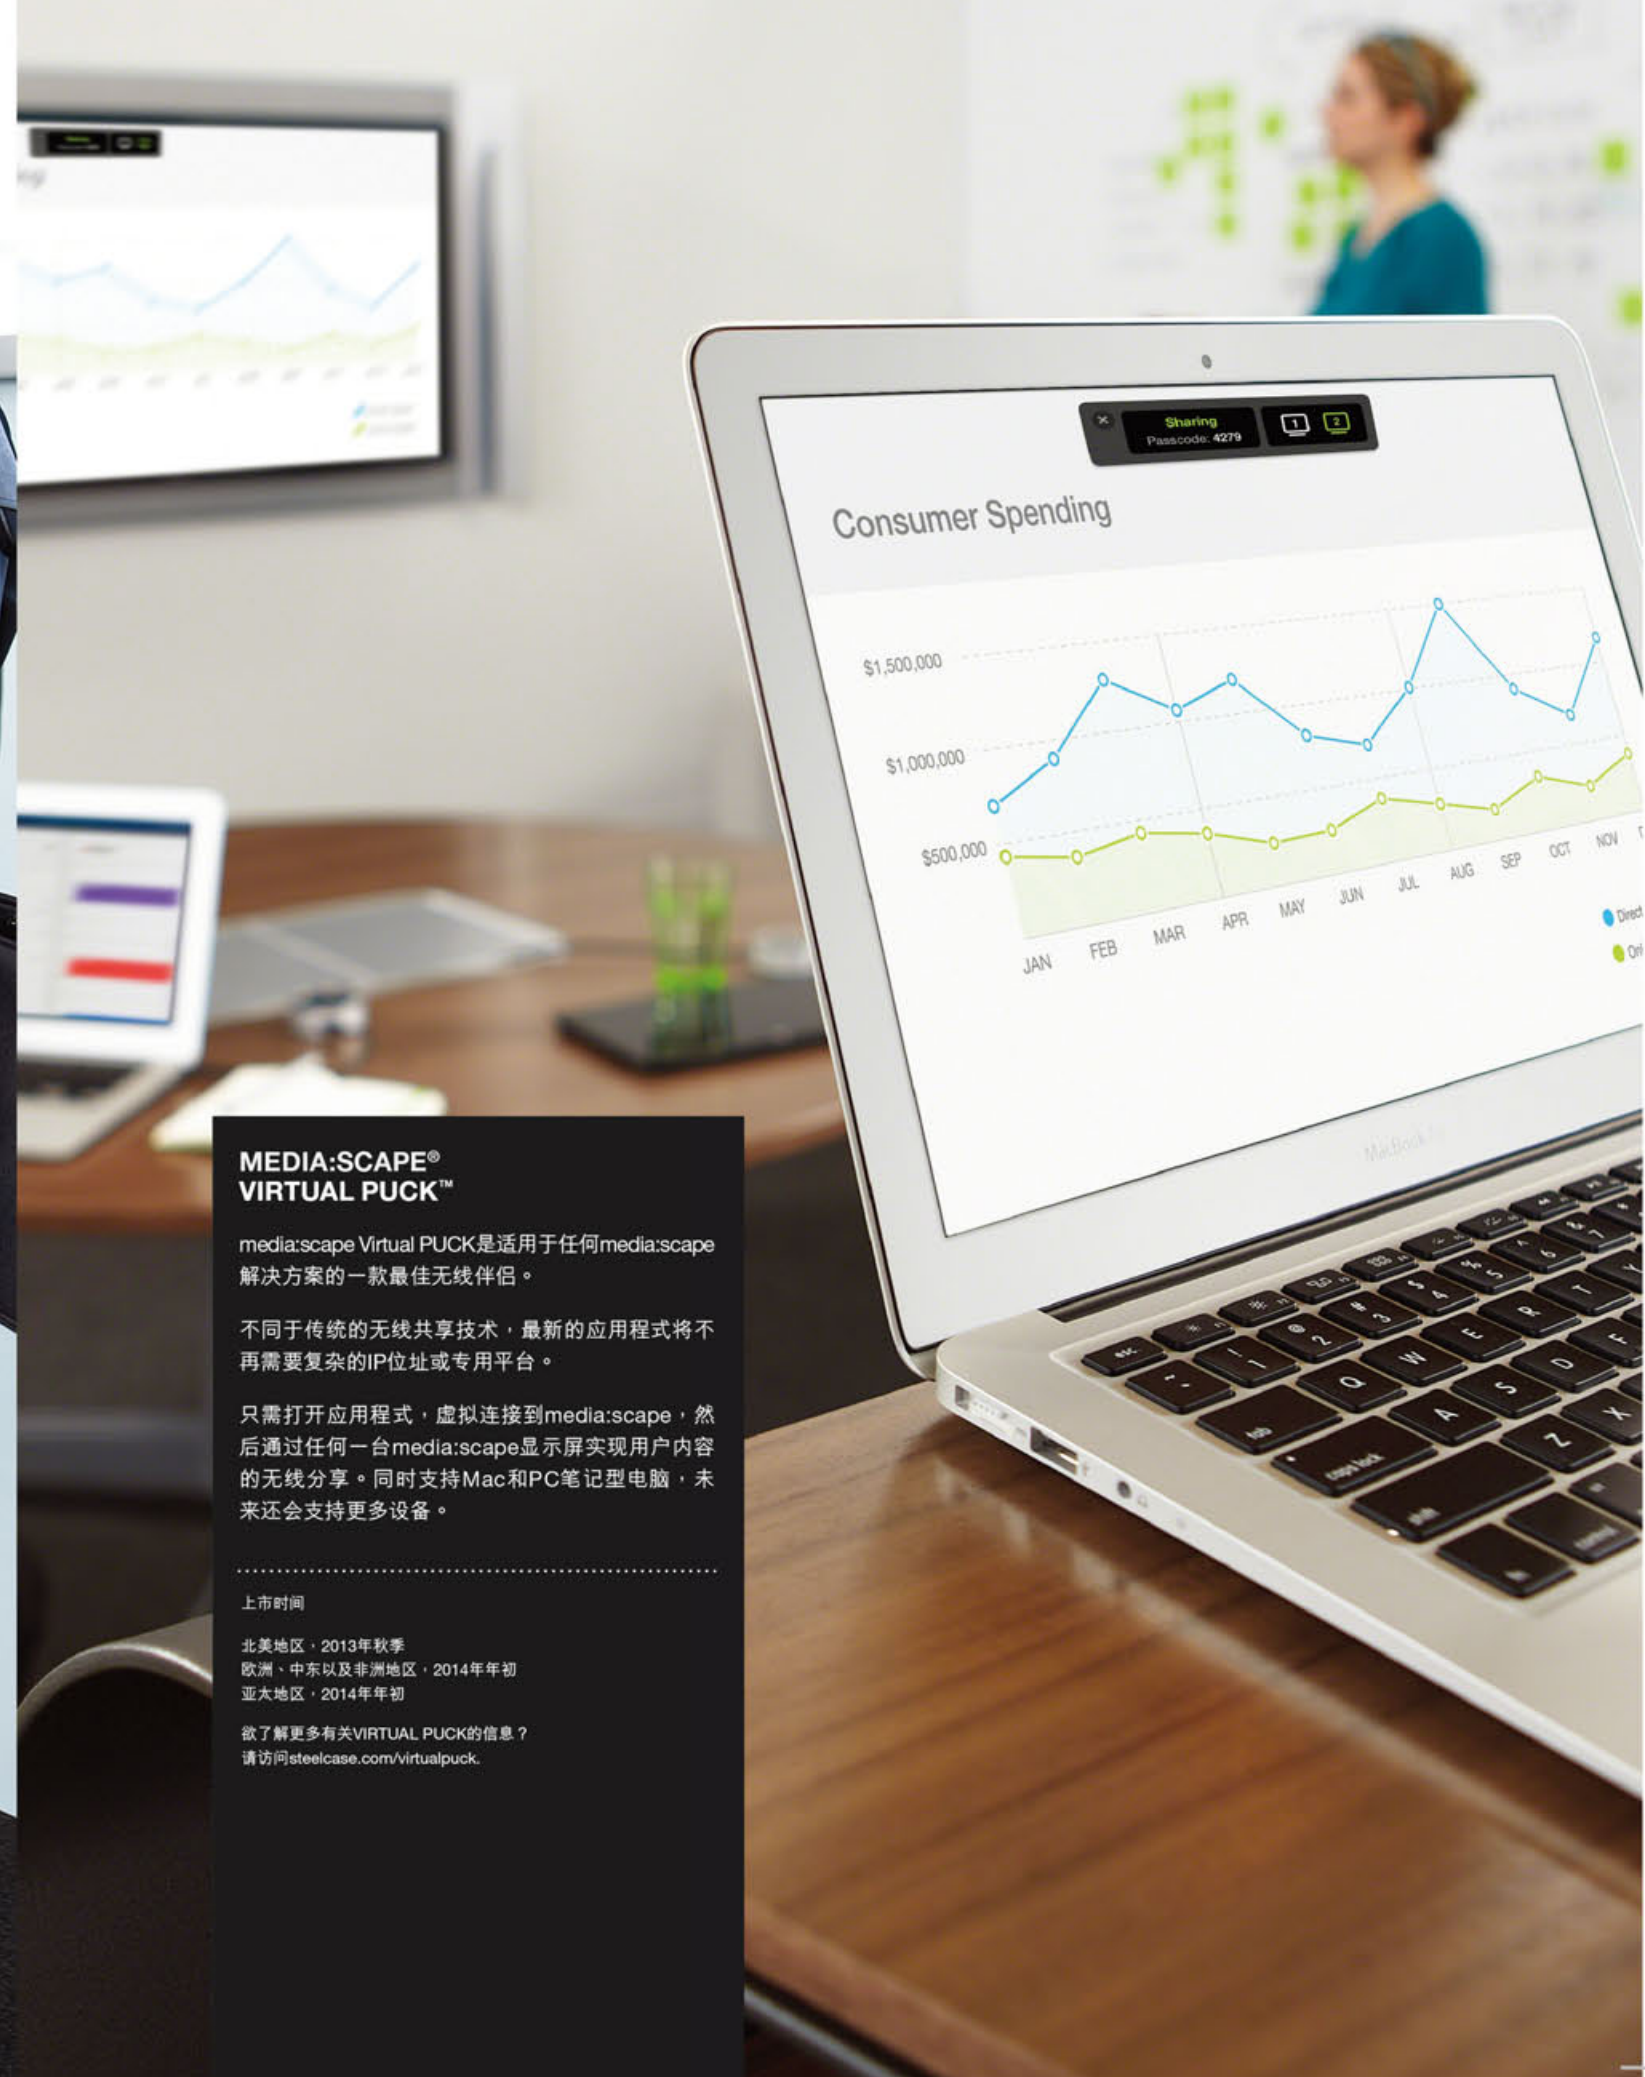 Sharing
Passcode: 4279
1
2
Consumer Spending
$1,500,000
$1,000,000
$500,000
JAN FEB MAR APR MAY JUN JUL AUG SEP OCT NOV
Direct
MacBook
esc
tab
caps lock
shift
fn
control
MEDIA:SCAPE®
VIRTUAL PUCK™
media:scape Virtual PUCK是适用于任何media:scape
解决方案的一款最佳无线伴侣。
不同于传统的无线共享技术，最新的应用程式将不
再需要复杂的IP位址或专用平台。
只需打开应用程式，虚拟连接到media:scape，然
后通过任何一台media:scape显示屏实现用户内容
的无线分享。同时支持Mac和PC笔记型电脑，未
来还会支持更多设备。
上市时间
北美地区，2013年秋季
欧洲、中东以及非洲地区，2014年年初
亚太地区，2014年年初
欲了解更多有关VIRTUAL PUCK的信息？
请访问steelcase.com/virtualpuck.